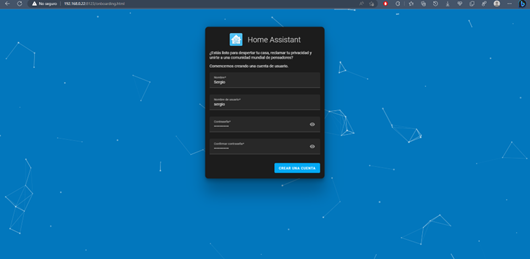 No seguro
192.168.0.22:8123/onboarding.html
Home Assistant
¿Estás listo para despertar tu casa, reclamar tu privacidad y
unirte a una comunidad mundial de pensadores?
Comencemos creando una cuenta de usuario.
Nombre*
Sergio
Nombre de usuario*
sergio
Contraseña*
Confirmar contraseña*
CREAR UNA CUENTA